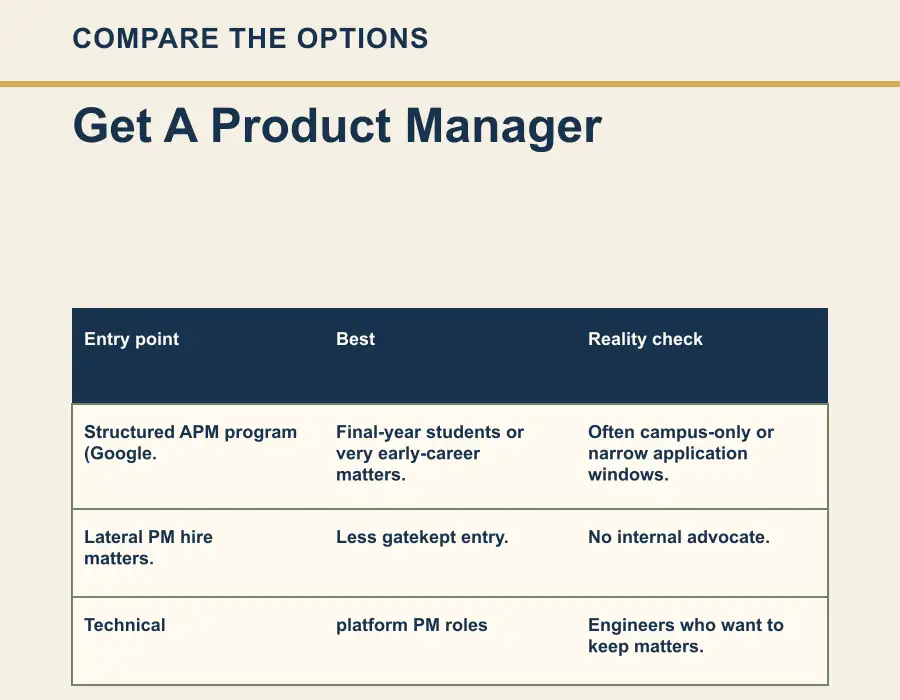 COMPARE THE OPTIONS
Get A Product Manager
Entry point
Best
Reality check
Structured APM program
(Google.
Final-year students or
very early-career
matters.
Often campus-only or
narrow application
windows.
Lateral PM hire
matters.
Less gatekept entry.
No internal advocate.
Technical
platform PM roles
Engineers who want to
keep matters.